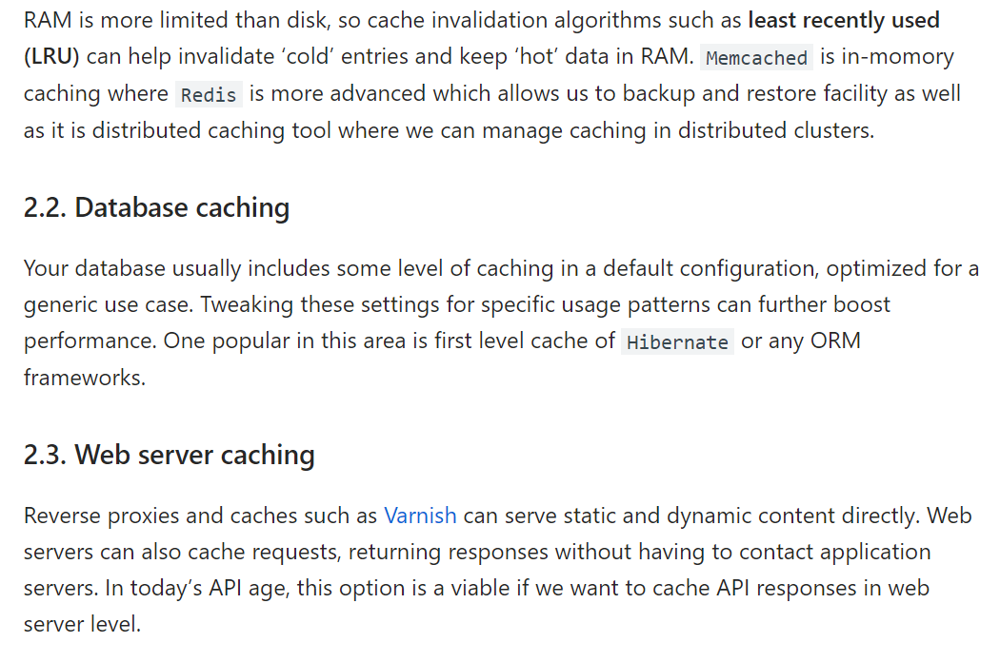 RAM is more limited than disk, so cache invalidation algorithms such as least recently used
(LRU) can help invalidate ‘cold’ entries and keep ‘hot’ data in RAM. Memcached is in-momory
caching where Redis is more advanced which allows us to backup and restore facility as well
as it is distributed caching tool where we can manage caching in distributed clusters.
2.2. Database caching
Your database usually includes some level of caching in a default configuration, optimized for a
generic use case. Tweaking these settings for specific usage patterns can further boost
performance. One popular in this area is first level cache of Hibernate or any ORM
frameworks.
2.3. Web server caching
Reverse proxies and caches such as Varnish can serve static and dynamic content directly. Web
servers can also cache requests, returning responses without having to contact application
servers. In today’s API age, this option is a viable if we want to cache API responses in web
server level.